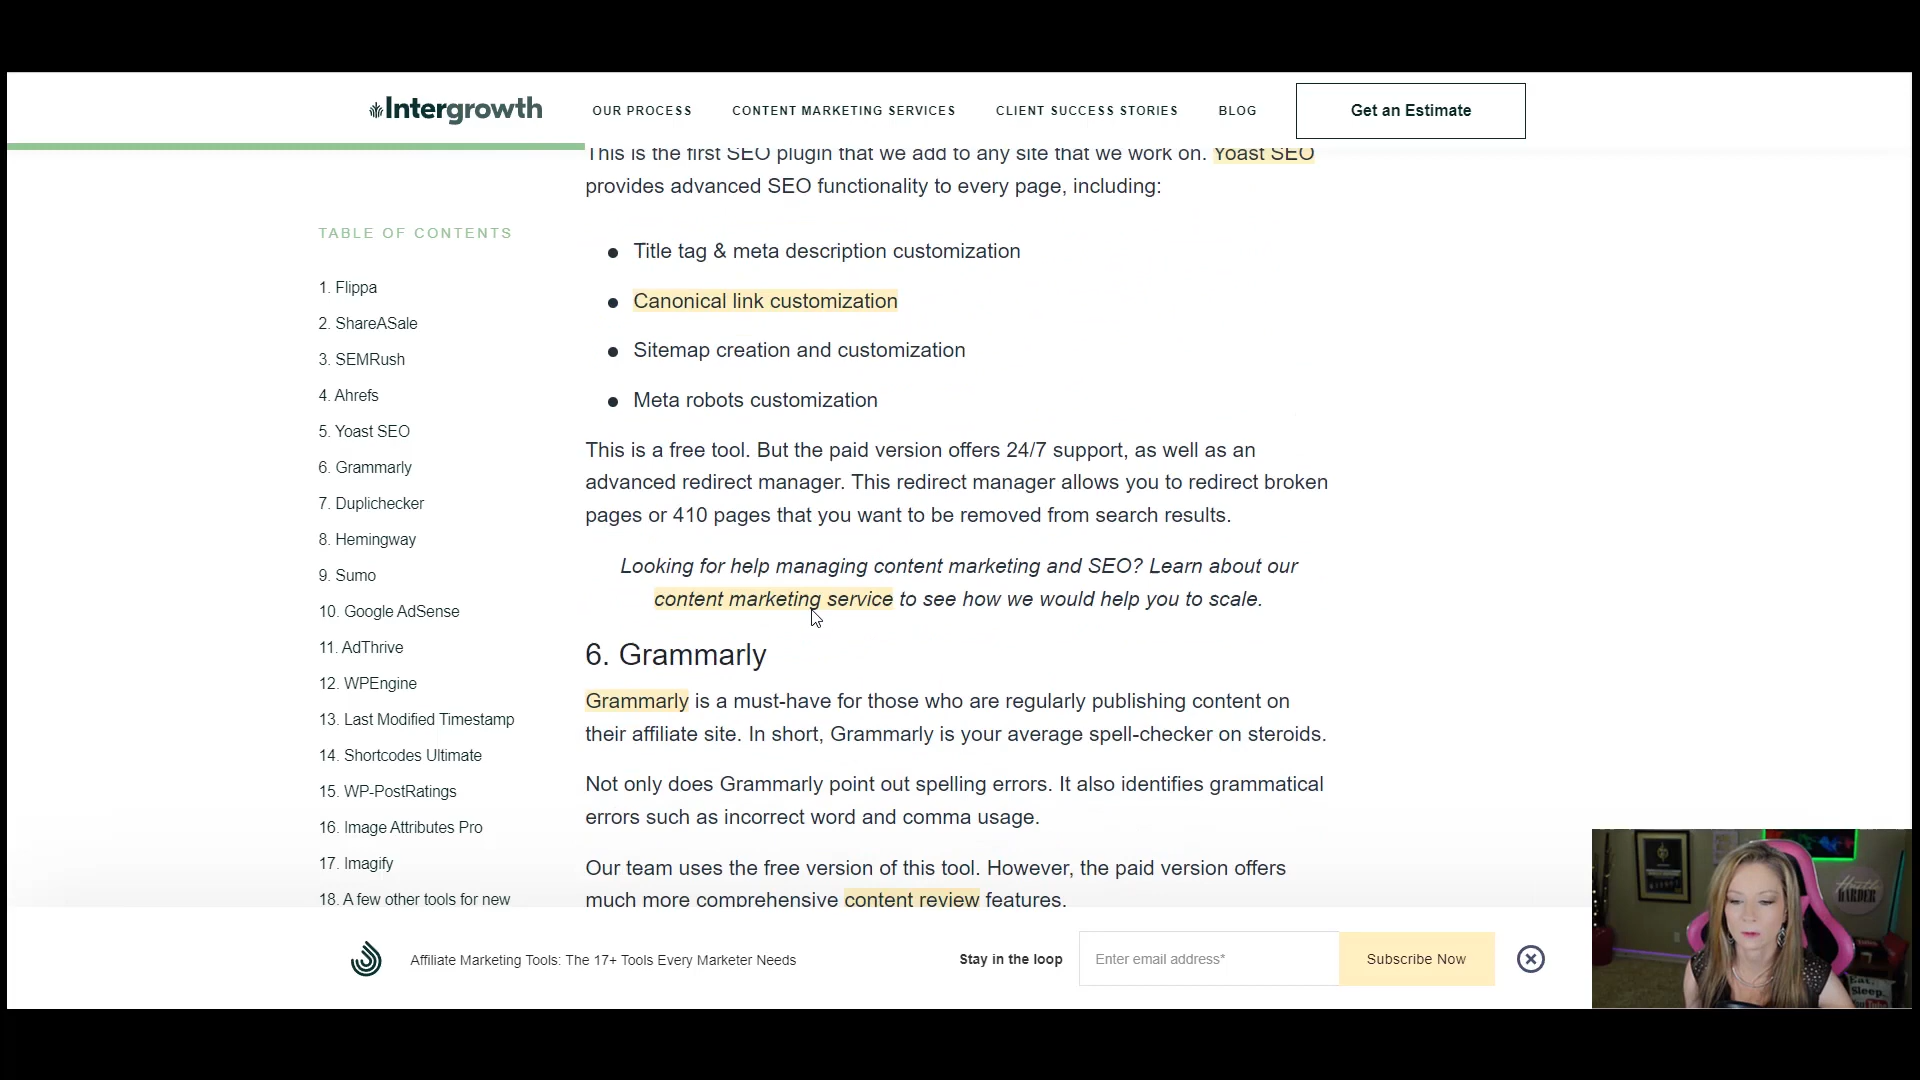 Intergrowth
OUR PROCESS
CONTENT MARKETING SERVICES
CLIENT SUCCESS STORIES
BLOG
Get an Estimate
TABLE OF CONTENTS
1. Flippa
2. ShareASale
3. SEMRush
4. Ahrefs
5. Yoast SEO
6. Grammarly
7. Duplichecker
8. Hemingway
9. Sumo
10. Google AdSense
11. AdThrive
12. WPEngine
13. Last Modified Timestamp
14. Shortcodes Ultimate
15. WP-PostRatings
16. Image Attributes Pro
17. Imagify
18. A few other tools for new
This is the first SEO plugin that we add to any site that we work on. Yoast SEO
provides advanced SEO functionality to every page, including:
● Title tag & meta description customization
● Canonical link customization
● Sitemap creation and customization
● Meta robots customization
This is a free tool. But the paid version offers 24/7 support, as well as an
advanced redirect manager. This redirect manager allows you to redirect broken
pages or 410 pages that you want to be removed from search results.
Looking for help managing content marketing and SEO? Learn about our
content marketing service to see how we would help you to scale.
6. Grammarly
Grammarly is a must-have for those who are regularly publishing content on
their affiliate site. In short, Grammarly is your average spell-checker on steroids.
Not only does Grammarly point out spelling errors. It also identifies grammatical
errors such as incorrect word and comma usage.
Our team uses the free version of this tool. However, the paid version offers
much more comprehensive content review features.
Affiliate Marketing Tools: The 17+ Tools Every Marketer Needs
Stay in the loop
Enter email address*
Subscribe Now
HARDER
Eat,
Sleep,